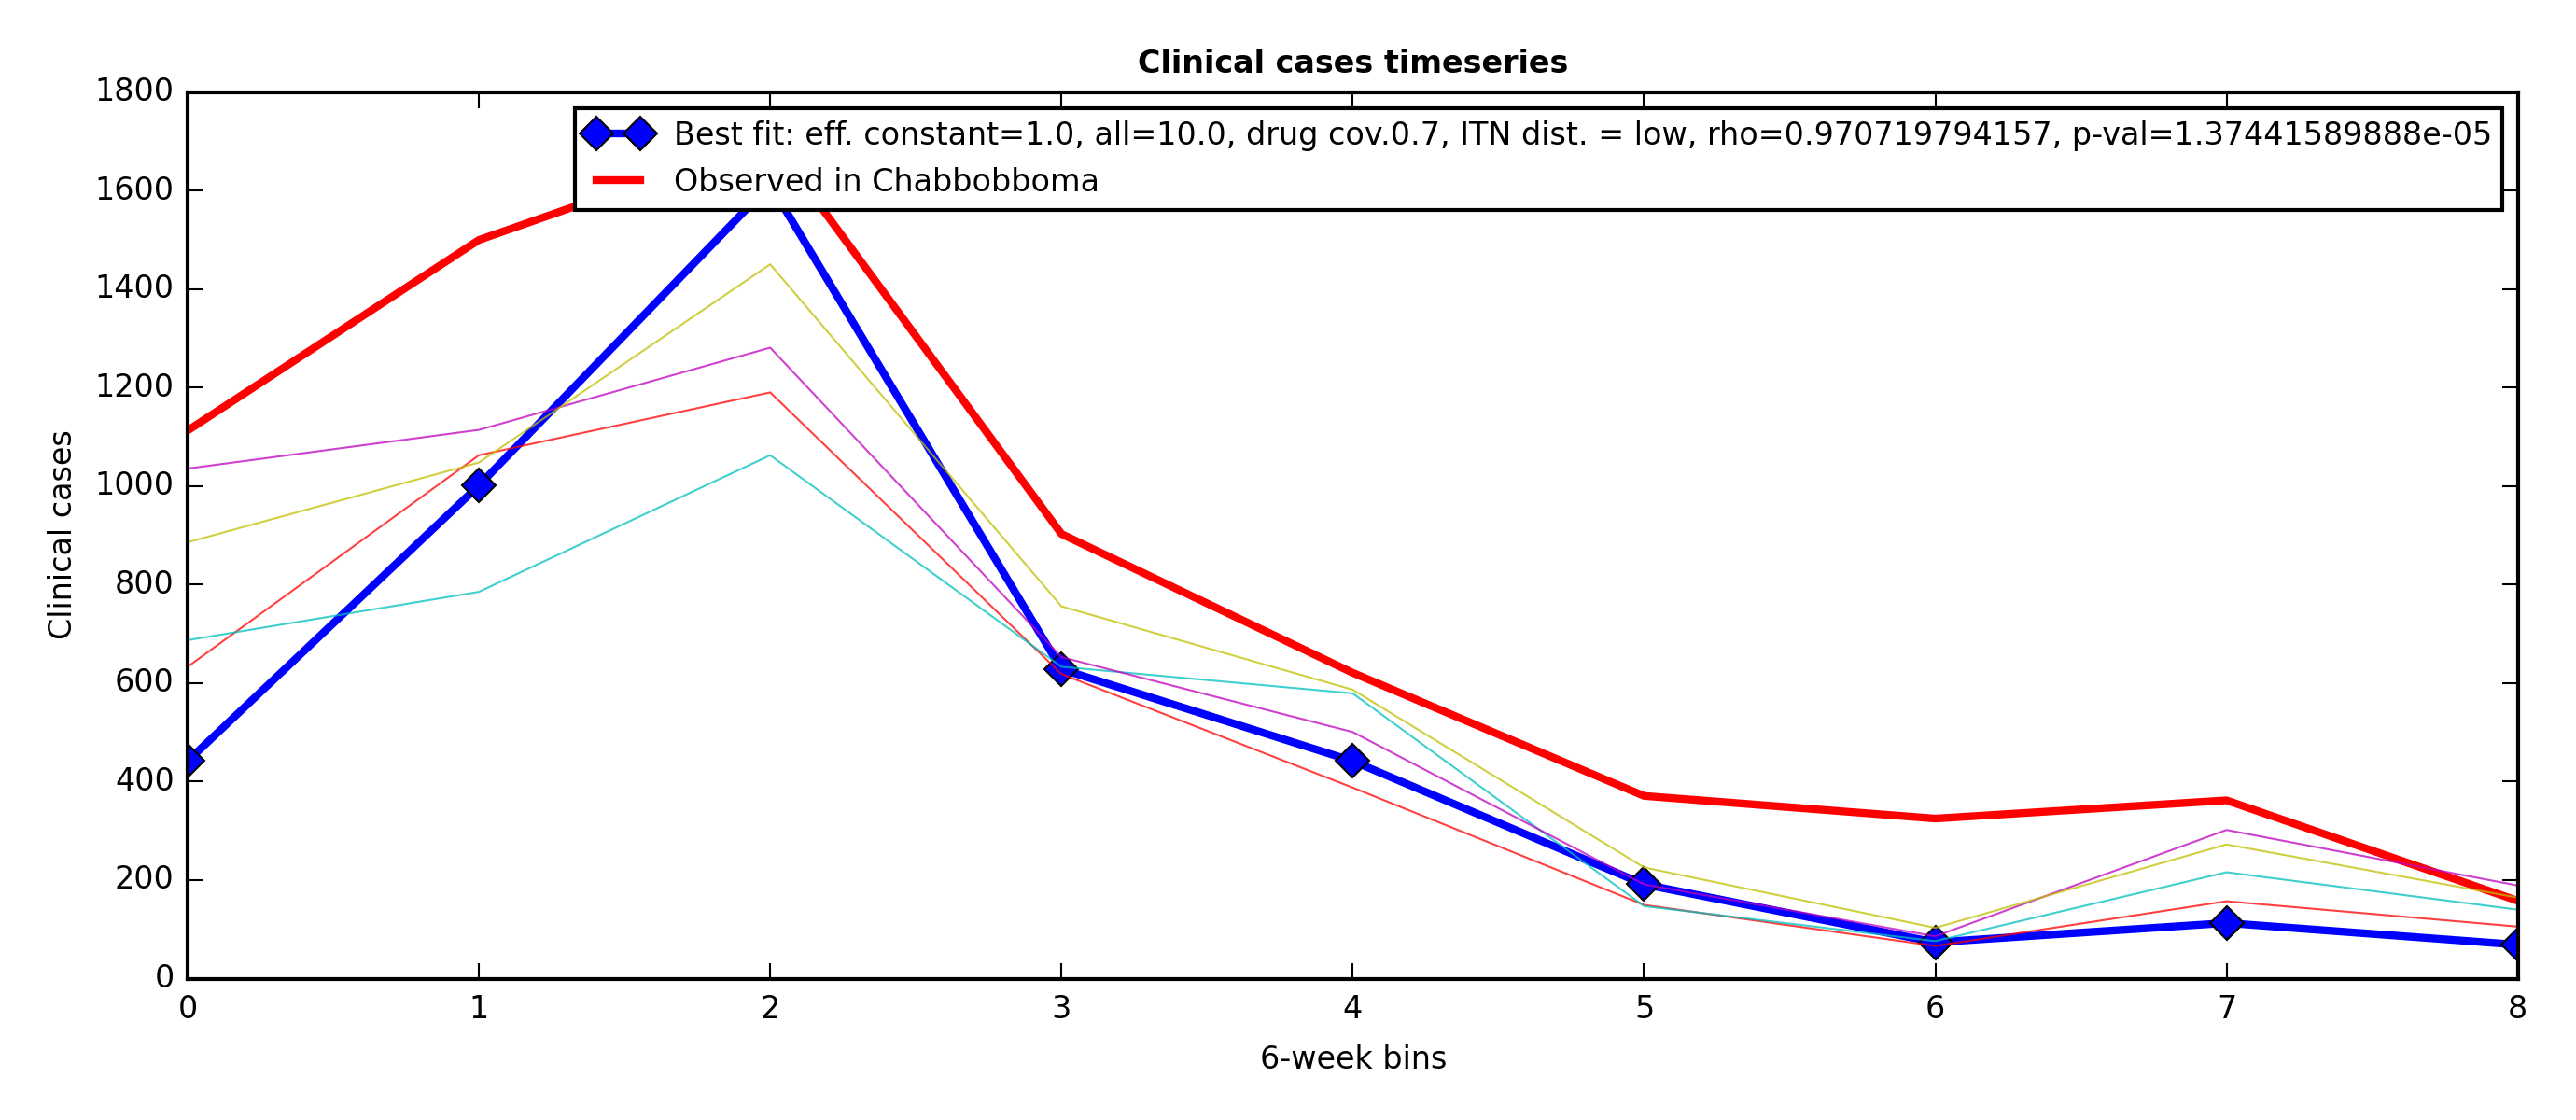 Clinical cases timeseries
Best fit: eff. constant=1.0, all=10.0, drug cov.0.7, ITN dist. = low, rho=0.970719794157, p-val=1.37441589888e-05
Observed in Chabbobboma
Clinical cases
1800
1600
1400
1200
1000
800
600
400
200
0
0 1 2 3 4 5 6 7 8
6-week bins